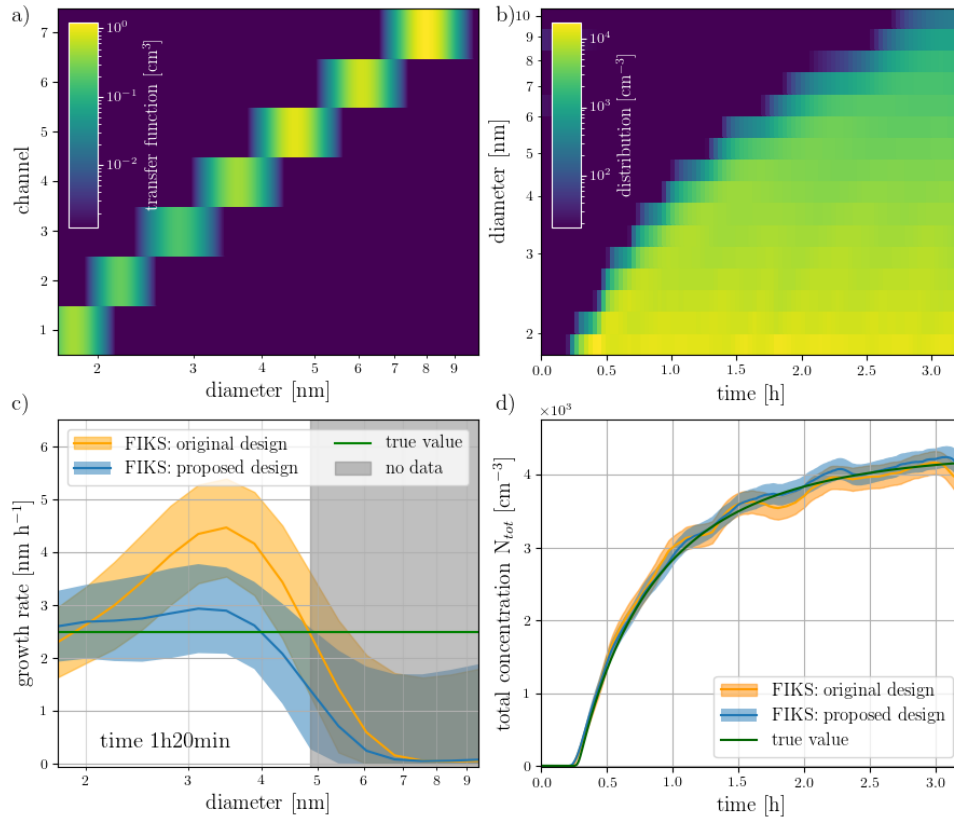 a)
7
6
5
4
3
2
1
channel
10⁰
10⁻¹
10⁻²
transfer function [cm³]
2
3
4
5
6
7
8
9
diameter [nm]
b)
10
9
8
7
6
5
4
3
2
diameter [nm]
10⁴
10³
10²
distribution [cm⁻³]
0.0
0.5
1.0
1.5
2.0
2.5
3.0
time [h]
c)
6
5
4
3
2
1
0
growth rate [nm h⁻¹]
FIKS: original design
FIKS: proposed design
true value
no data
time 1h20min
2
3
4
5
6
7
8
9
diameter [nm]
d)
×10³
4
3
2
1
0
total concentration N_tot [cm⁻³]
FIKS: original design
FIKS: proposed design
true value
0.0
0.5
1.0
1.5
2.0
2.5
3.0
time [h]